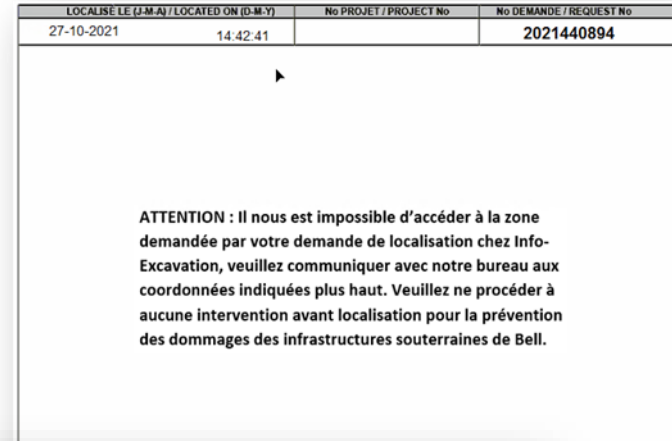 LOCALISÉ LE (J-M-A) / LOCATED ON (D-M-Y) No PROJET / PROJECT No No DEMANDE / REQUEST No
27-10-2021 14:42:41 2021440894
ATTENTION : Il nous est impossible d’accéder à la zone
demandée par votre demande de localisation chez Info-
Excavation, veuillez communiquer avec notre bureau aux
coordonnées indiquées plus haut. Veuillez ne procéder à
aucune intervention avant localisation pour la prévention
des dommages des infrastructures souterraines de Bell.